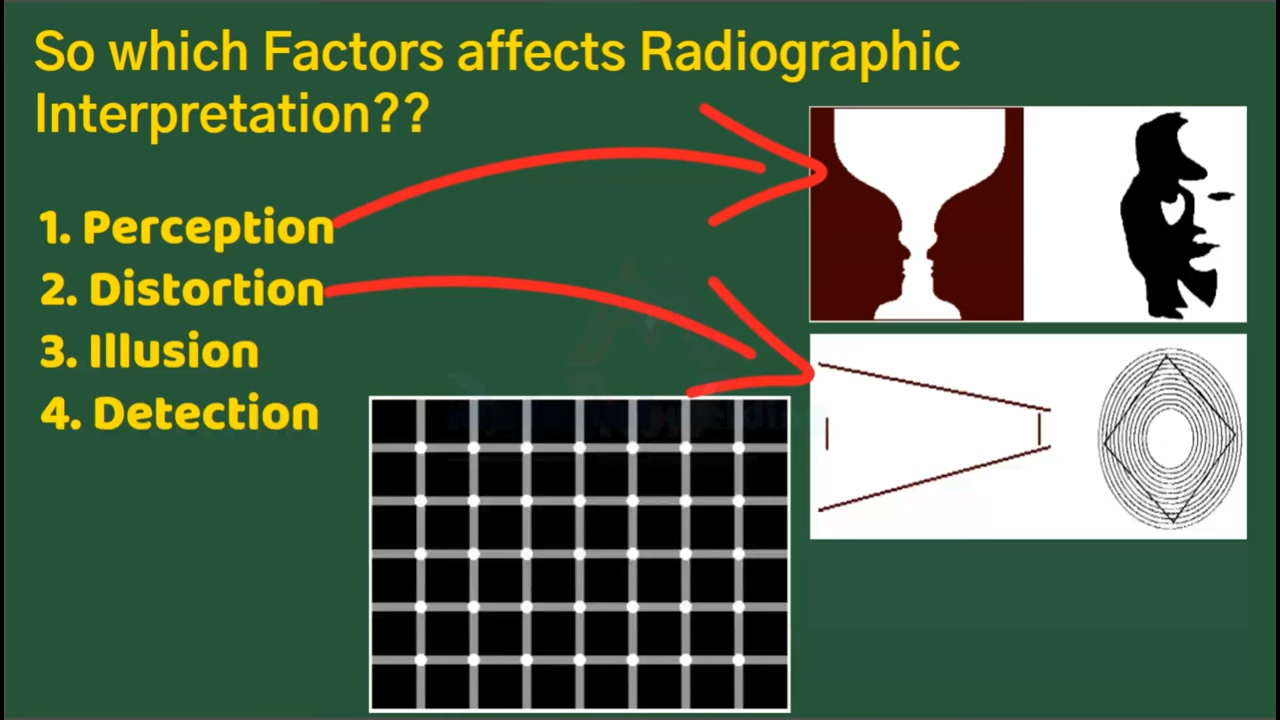 So which Factors affects Radiographic
Interpretation??
1. Perception
2. Distortion
3. Illusion
4. Detection